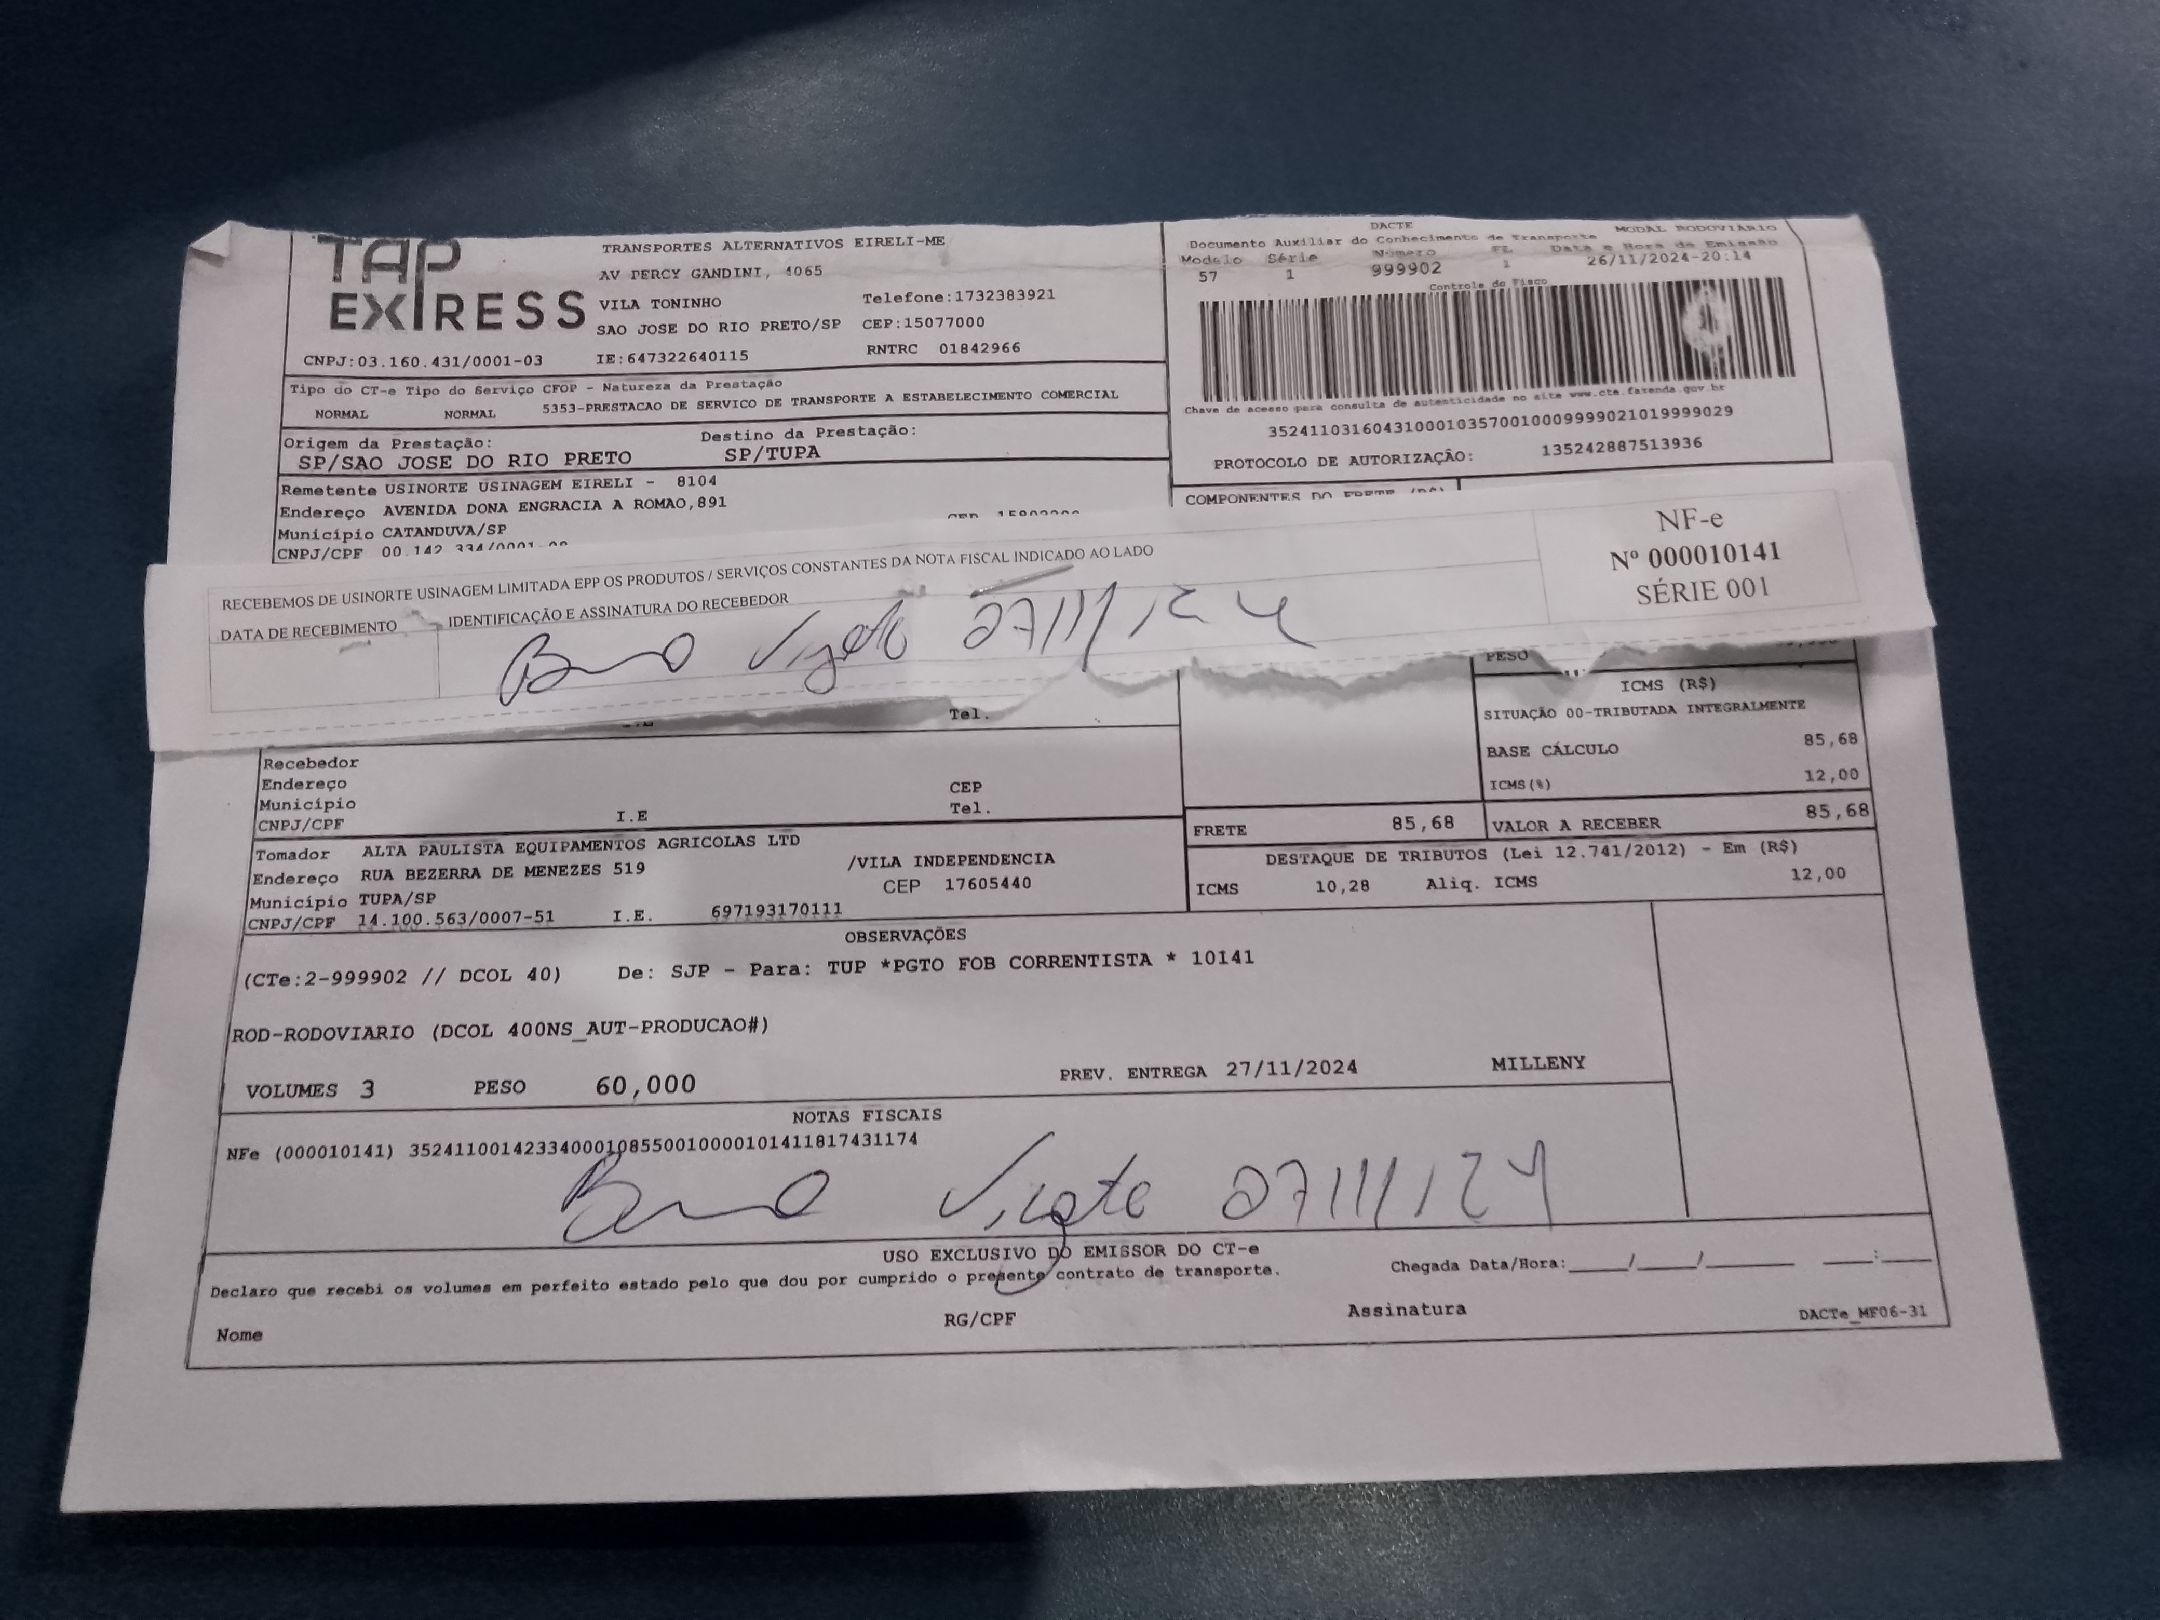 TAP EXPRESS
TRANSPORTES ALTERNATIVOS EIRELI-ME
AV PERCY GANDINI, 4065
VILA TONINHO Telefone:1732383921
SAO JOSE DO RIO PRETO/SP CEP:15077000
CNPJ:03.160.431/0001-03 IE:647322640115 RNTRC 01842966
DACTE MODAL RODOVIARIO
Documento Auxiliar do Conhecimento de Transporte
Modelo Série Número FL Data e Hora de Emissão
57 1 999902 1 26/11/2024-20:14
Controle do Fisco
Chave de acesso para consulta de autenticidade no site www.cte.fazenda.gov.br
35241103160431000103570010009999021019999029
PROTOCOLO DE AUTORIZAÇÃO: 135242887513936
Tipo do CT-e Tipo do Serviço CFOP - Natureza da Prestação
NORMAL NORMAL 5353-PRESTACAO DE SERVICO DE TRANSPORTE A ESTABELECIMENTO COMERCIAL
Origem da Prestação: Destino da Prestação:
SP/SAO JOSE DO RIO PRETO SP/TUPA
Remetente USINORTE USINAGEM EIRELI - 8104
Endereço AVENIDA DONA ENGRACIA A ROMAO,891
Município CATANDUVA/SP
CNPJ/CPF 00.142.334/0001-
COMPONENTES DO FRETE (R$)
RECEBEMOS DE USINORTE USINAGEM LIMITADA EPP OS PRODUTOS / SERVIÇOS CONSTANTES DA NOTA FISCAL INDICADO AO LADO
DATA DE RECEBIMENTO IDENTIFICAÇÃO E ASSINATURA DO RECEBEDOR
27/11/24
NF-e
Nº 000010141
SÉRIE 001
Tel.
PESO
ICMS (R$)
SITUAÇÃO 00-TRIBUTADA INTEGRALMENTE
BASE CÁLCULO 85,68
ICMS(%) 12,00
Recebedor
Endereço CEP
Município Tel.
CNPJ/CPF I.E
FRETE 85,68 VALOR A RECEBER 85,68
Tomador ALTA PAULISTA EQUIPAMENTOS AGRICOLAS LTD
Endereço RUA BEZERRA DE MENEZES 519 /VILA INDEPENDENCIA
Município TUPA/SP CEP 17605440
CNPJ/CPF 14.100.563/0007-51 I.E. 697193170111
DESTAQUE DE TRIBUTOS (Lei 12.741/2012) - Em (R$)
ICMS 10,28 Aliq. ICMS 12,00
OBSERVAÇÕES
(CTe:2-999902 // DCOL 40) De: SJP - Para: TUP *PGTO FOB CORRENTISTA * 10141
ROD-RODOVIARIO (DCOL 400NS_AUT-PRODUCAO#)
VOLUMES 3 PESO 60,000 PREV. ENTREGA 27/11/2024 MILLENY
NOTAS FISCAIS
NFe (000010141) 35241100142334000108550010000101411817431174
27/11/24
USO EXCLUSIVO DO EMISSOR DO CT-e
Declaro que recebi os volumes em perfeito estado pelo que dou por cumprido o presente contrato de transporte. Chegada Data/Hora:_____/_____/________ ____:____
Nome RG/CPF Assinatura DACTe_MF06-31